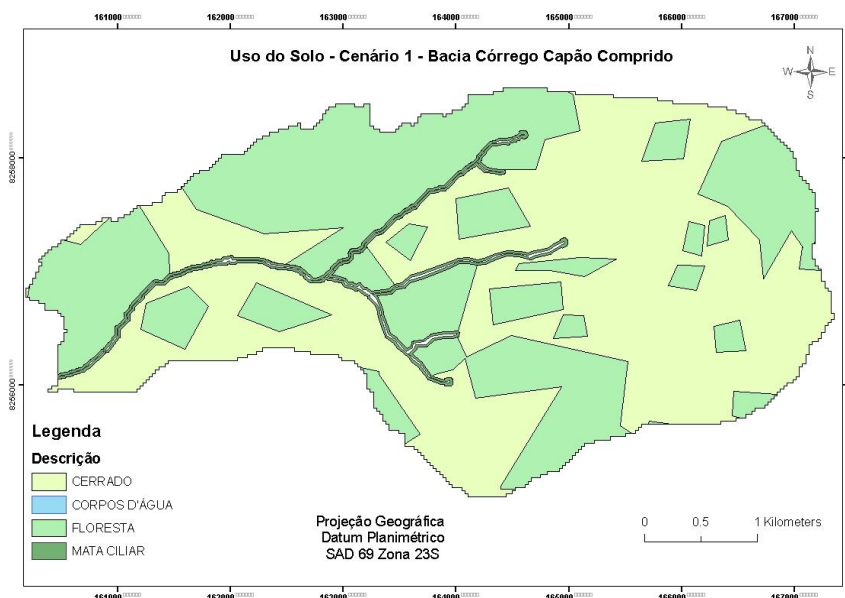 161000 162000 163000 164000 165000 166000 167000
Uso do Solo - Cenário 1 - Bacia Córrego Capão Comprido
N
W E
S
8258000
8256000
Legenda
Descrição
CERRADO
CORPOS D'ÁGUA
FLORESTA
MATA CILIAR
Projeção Geográfica
Datum Planimétrico
SAD 69 Zona 23S
0 0.5 1 Kilometers
161000 162000 163000 164000 165000 166000 167000